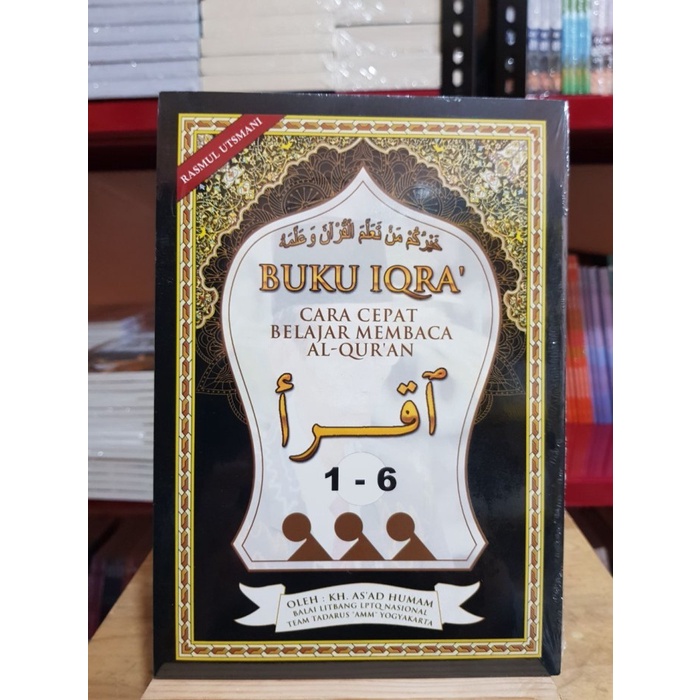 RASMUL UTSMANI
خَيْرُكُمْ مَنْ تَعَلَّمَ الْقُرْآنَ وَعَلَّمَهُ
BUKU IQRA'
CARA CEPAT
BELAJAR MEMBACA
AL-QUR'AN
ٱقرأ
1 - 6
OLEH : KH. AS'AD HUMAM
BALAI LITBANG LPTQ NASIONAL
TEAM TADARUS "AMM" YOGYAKARTA